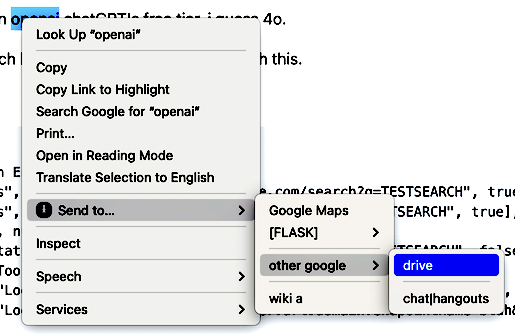 n openai chatGPT's free tier, i guess 4o.
Look Up "openai"
Copy
Copy Link to Highlight
Search Google for "openai"
Print...
Open in Reading Mode
Translate Selection to English
Send to...
Inspect
Speech
Services
Google Maps
[FLASK]
other google
wiki a
drive
chat|hangouts
ch
h this.
n E
s",
e.com/search?q=TESTSEARCH", true
s",
TSEARCH", true],
, n
tat
TSEARCH", false
Too
"Lo
"Lo